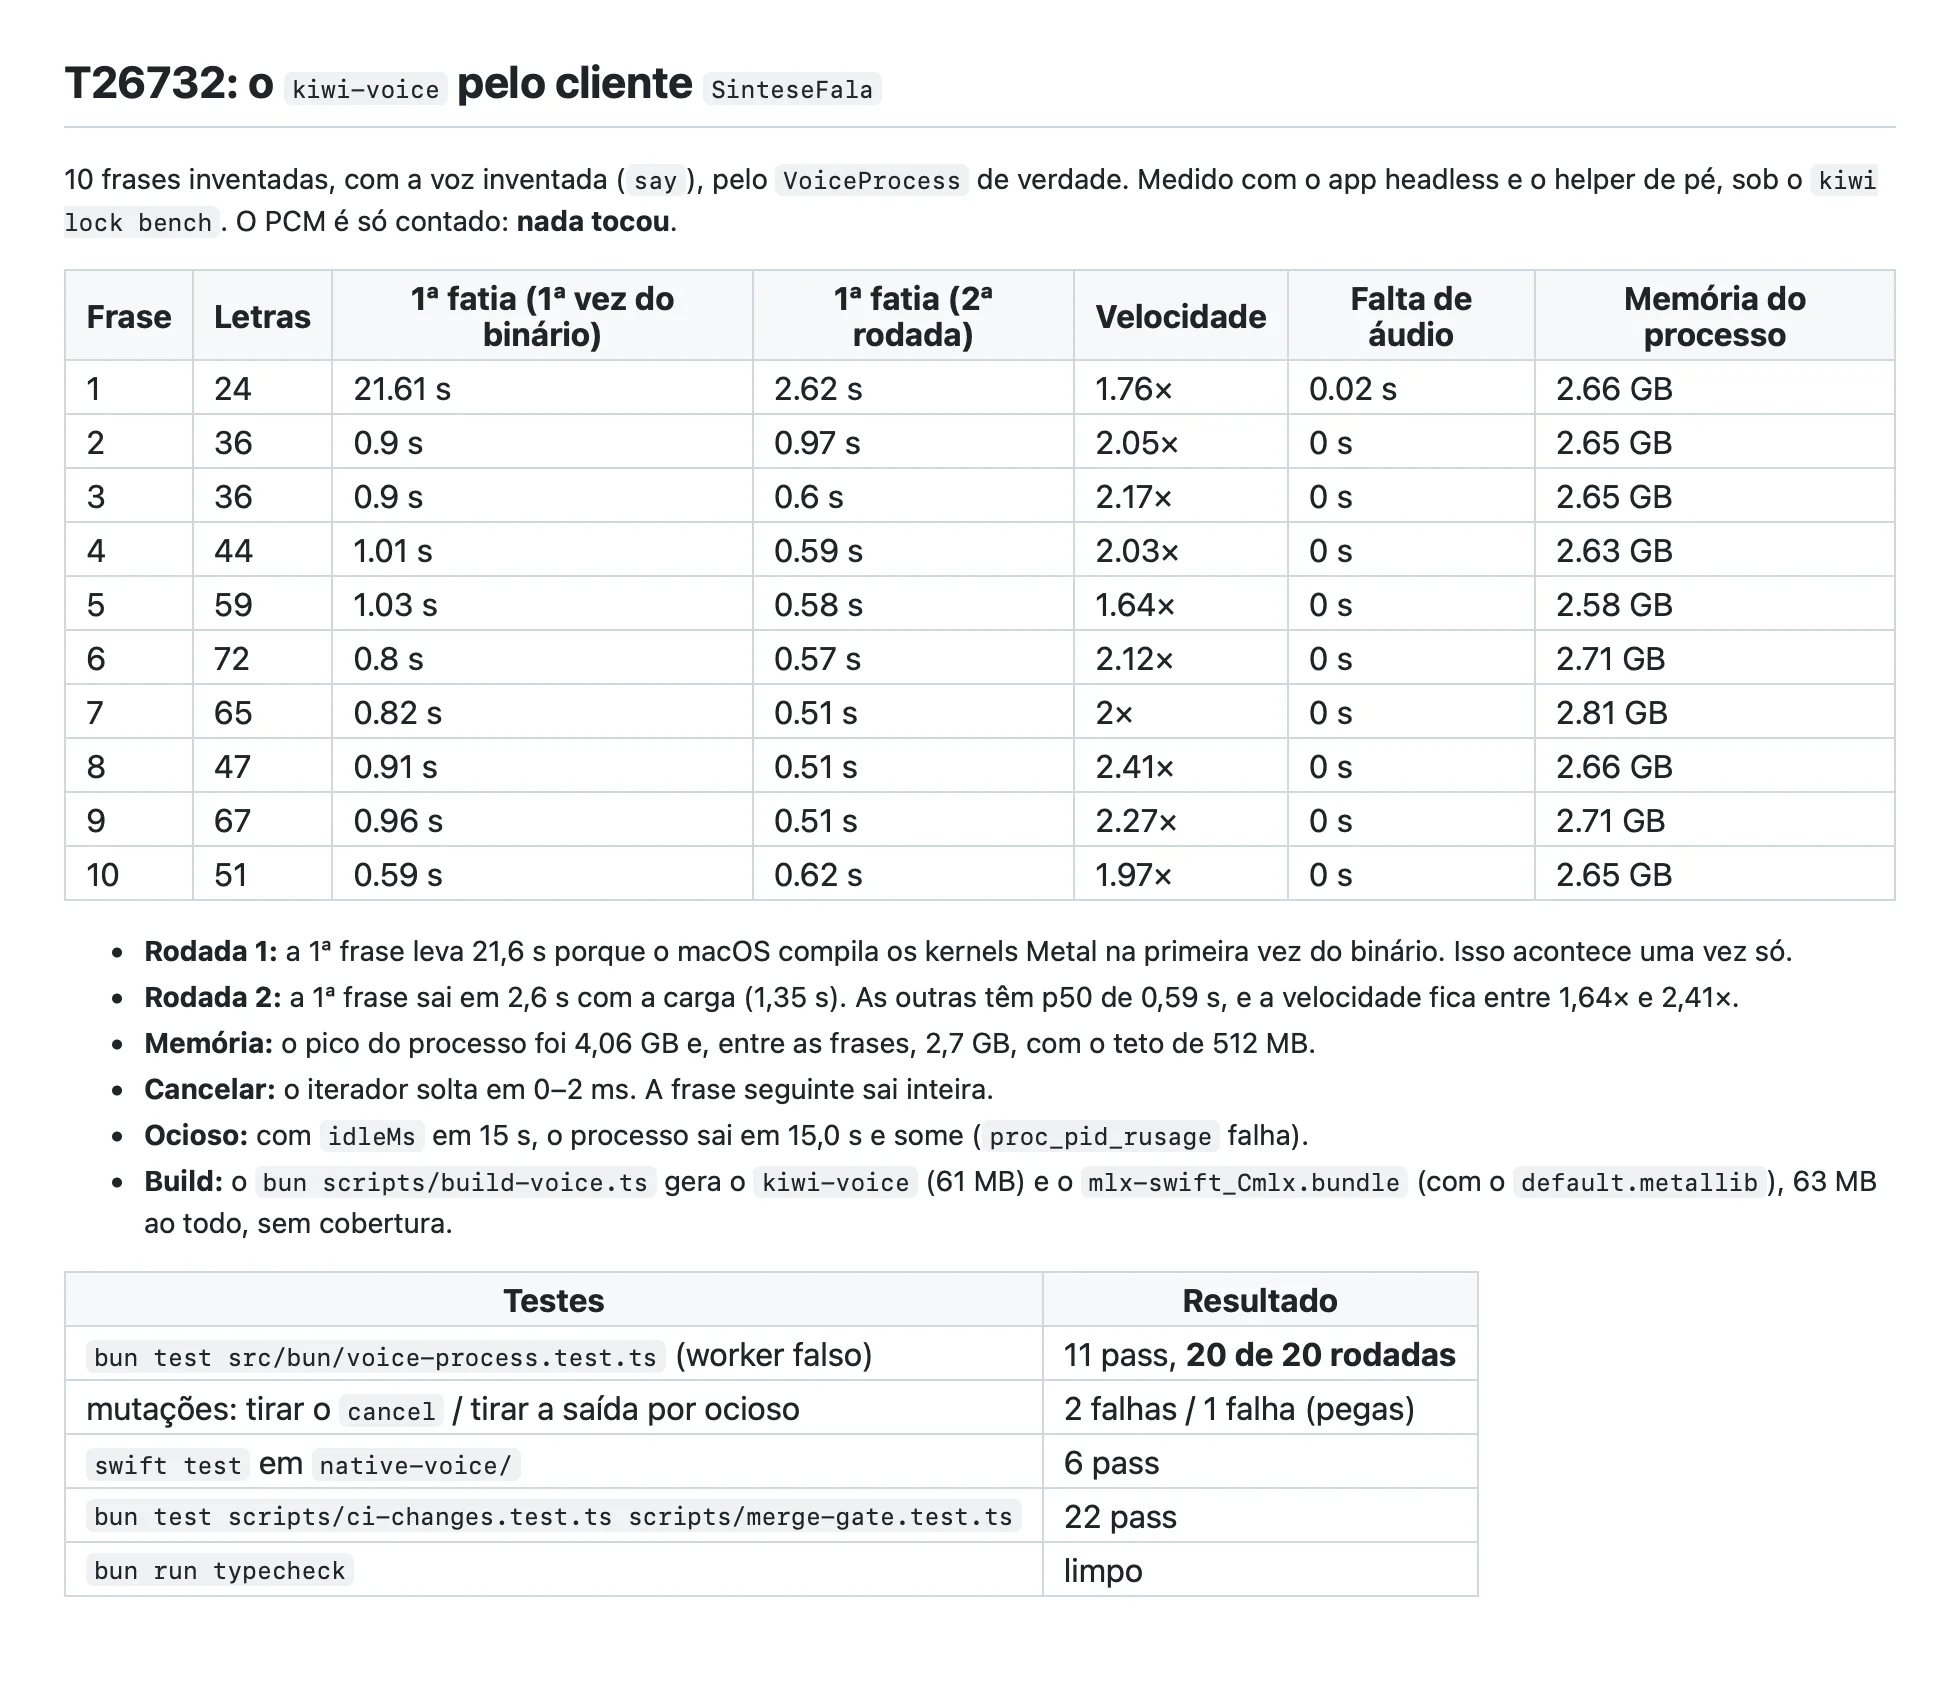 T26732: o kiwi-voice pelo cliente SinteseFala
10 frases inventadas, com a voz inventada (say), pelo VoiceProcess de verdade. Medido com o app headless e o helper de pé, sob o kiwi
lock bench. O PCM é só contado: nada tocou.
Frase Letras 1ª fatia (1ª vez do binário) 1ª fatia (2ª rodada) Velocidade Falta de áudio Memória do processo
1 24 21.61 s 2.62 s 1.76× 0.02 s 2.66 GB
2 36 0.9 s 0.97 s 2.05× 0 s 2.65 GB
3 36 0.9 s 0.6 s 2.17× 0 s 2.65 GB
4 44 1.01 s 0.59 s 2.03× 0 s 2.63 GB
5 59 1.03 s 0.58 s 1.64× 0 s 2.58 GB
6 72 0.8 s 0.57 s 2.12× 0 s 2.71 GB
7 65 0.82 s 0.51 s 2× 0 s 2.81 GB
8 47 0.91 s 0.51 s 2.41× 0 s 2.66 GB
9 67 0.96 s 0.51 s 2.27× 0 s 2.71 GB
10 51 0.59 s 0.62 s 1.97× 0 s 2.65 GB
• Rodada 1: a 1ª frase leva 21,6 s porque o macOS compila os kernels Metal na primeira vez do binário. Isso acontece uma vez só.
• Rodada 2: a 1ª frase sai em 2,6 s com a carga (1,35 s). As outras têm p50 de 0,59 s, e a velocidade fica entre 1,64× e 2,41×.
• Memória: o pico do processo foi 4,06 GB e, entre as frases, 2,7 GB, com o teto de 512 MB.
• Cancelar: o iterador solta em 0–2 ms. A frase seguinte sai inteira.
• Ocioso: com idleMs em 15 s, o processo sai em 15,0 s e some (proc_pid_rusage falha).
• Build: o bun scripts/build-voice.ts gera o kiwi-voice (61 MB) e o mlx-swift_Cmlx.bundle (com o default.metallib), 63 MB
ao todo, sem cobertura.
Testes Resultado
bun test src/bun/voice-process.test.ts (worker falso) 11 pass, 20 de 20 rodadas
mutações: tirar o cancel / tirar a saída por ocioso 2 falhas / 1 falha (pegas)
swift test em native-voice/ 6 pass
bun test scripts/ci-changes.test.ts scripts/merge-gate.test.ts 22 pass
bun run typecheck limpo